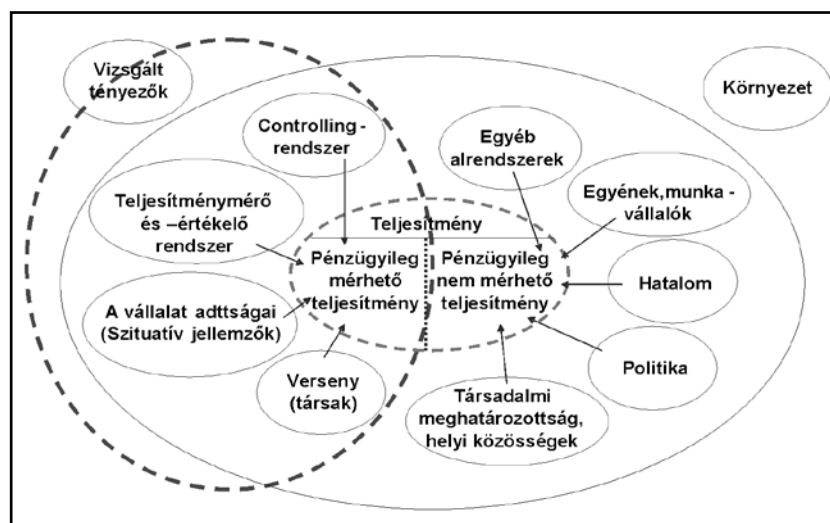 Vizsgált
tényezők
Környezet
Controlling -
rendszer
Egyéb
alrendszerek
Egyének,munka -
vállalók
Teljesítménymérő
és –értékelő
rendszer
Teljesítmény
Pénzügyileg
mérhető
teljesítmény
Pénzügyileg
nem mérhető
teljesítmény
Hatalom
A vállalat adttságai
(Szituatív jellemzők)
Politika
Verseny
(társak)
Társadalmi
meghatározottság,
helyi közösségek